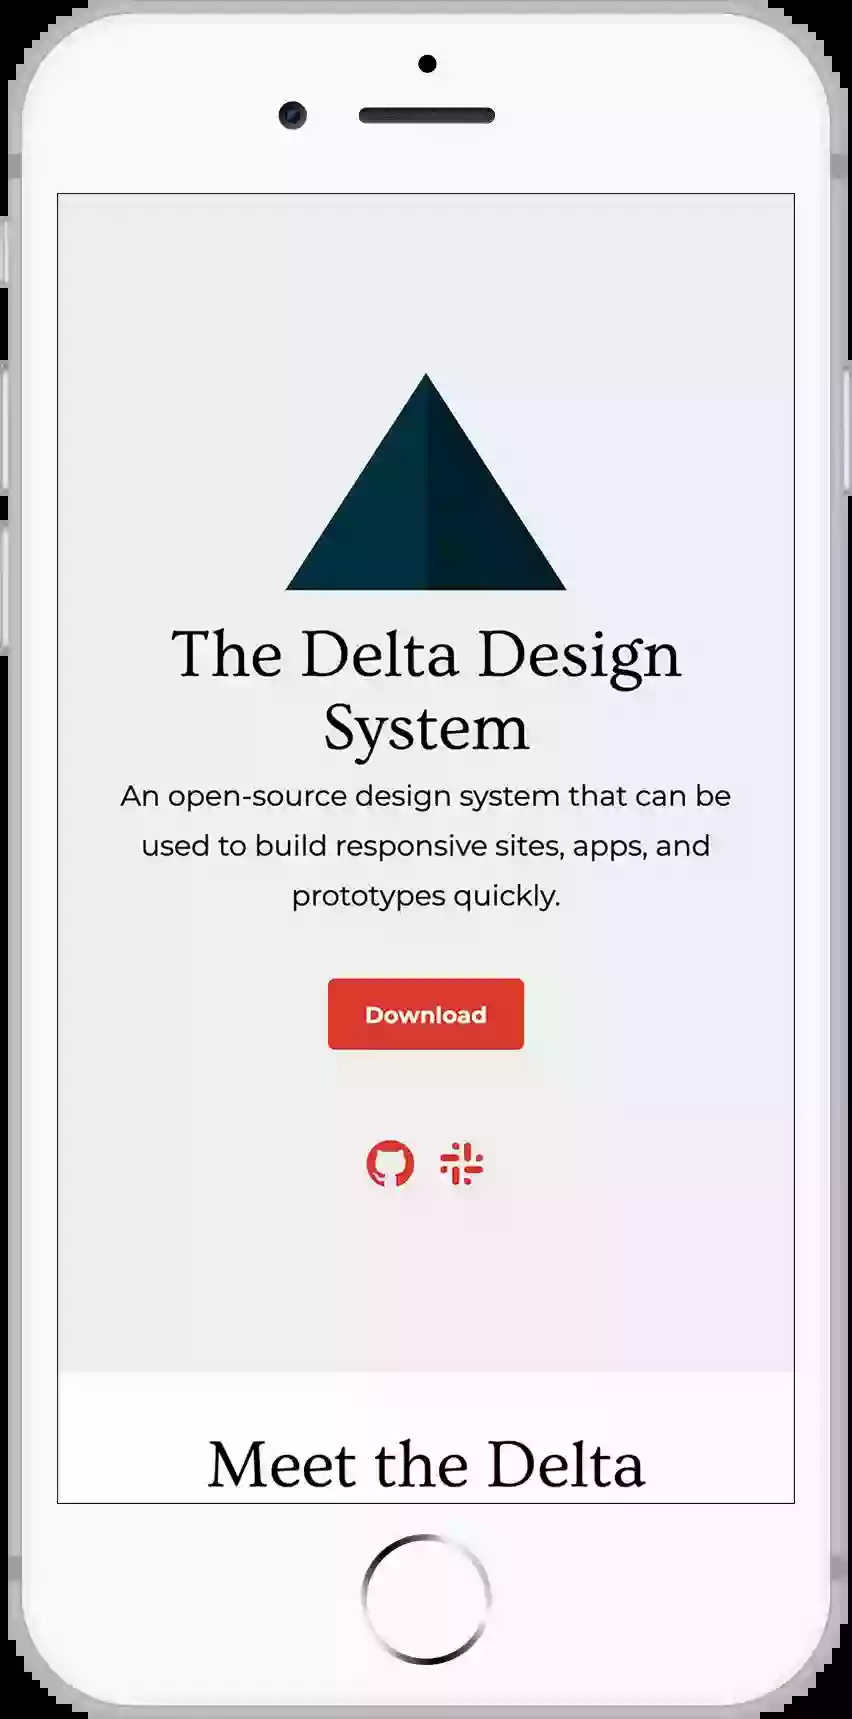 The Delta Design
System
An open-source design system that can be
used to build responsive sites, apps, and
prototypes quickly.
Download
Meet the Delta